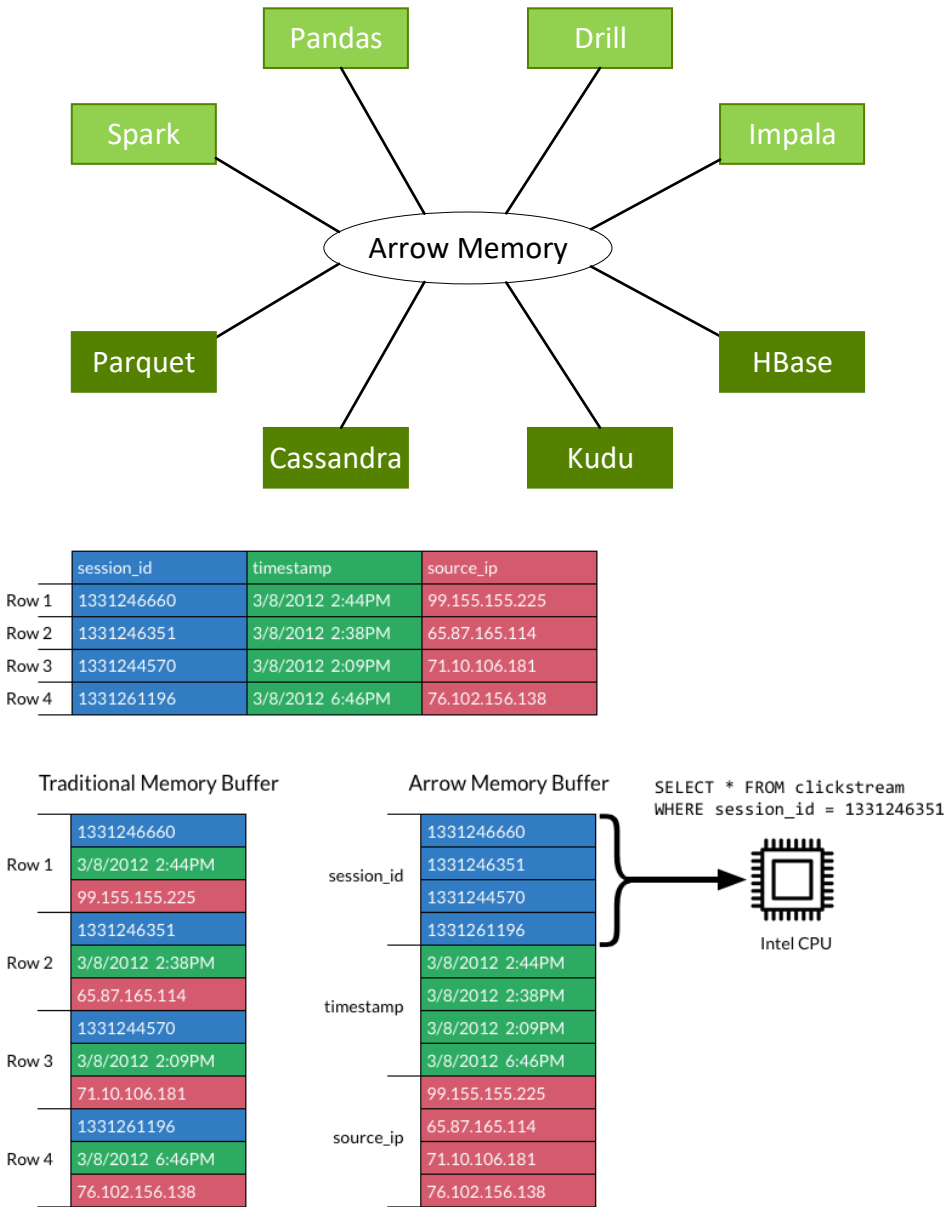 Pandas Drill
Spark Impala
Arrow Memory
Parquet HBase
Cassandra Kudu
session_id timestamp source_ip
Row 1 1331246660 3/8/2012 2:44PM 99.155.155.225
Row 2 1331246351 3/8/2012 2:38PM 65.87.165.114
Row 3 1331244570 3/8/2012 2:09PM 71.10.106.181
Row 4 1331261196 3/8/2012 6:46PM 76.102.156.138
Traditional Memory Buffer
Row 1
1331246660
3/8/2012 2:44PM
99.155.155.225
Row 2
1331246351
3/8/2012 2:38PM
65.87.165.114
Row 3
1331244570
3/8/2012 2:09PM
71.10.106.181
Row 4
1331261196
3/8/2012 6:46PM
76.102.156.138
Arrow Memory Buffer
session_id
1331246660
1331246351
1331244570
1331261196
timestamp
3/8/2012 2:44PM
3/8/2012 2:38PM
3/8/2012 2:09PM
3/8/2012 6:46PM
source_ip
99.155.155.225
65.87.165.114
71.10.106.181
76.102.156.138
SELECT * FROM clickstream
WHERE session_id = 1331246351
Intel CPU